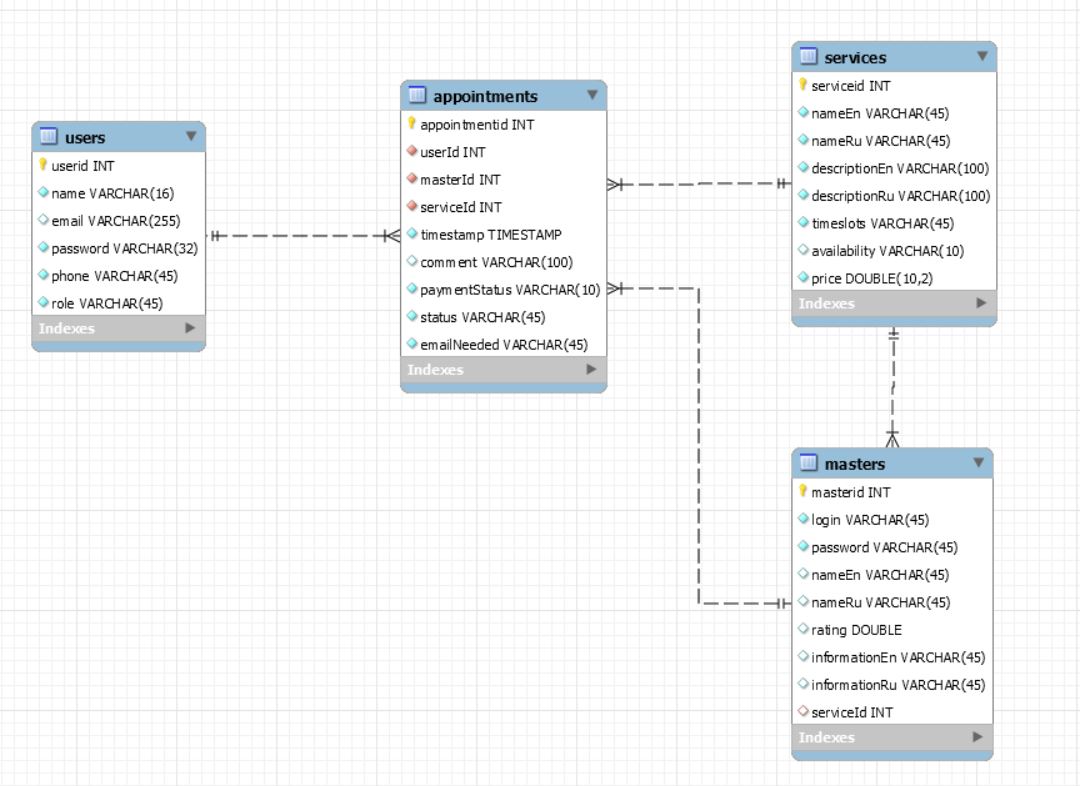 users
userid INT
name VARCHAR(16)
email VARCHAR(255)
password VARCHAR(32)
phone VARCHAR(45)
role VARCHAR(45)
Indexes
appointments
appointmentid INT
userId INT
masterId INT
serviceId INT
timestamp TIMESTAMP
comment VARCHAR(100)
paymentStatus VARCHAR(10)
status VARCHAR(45)
emailNeeded VARCHAR(45)
Indexes
services
serviceid INT
nameEn VARCHAR(45)
nameRu VARCHAR(45)
descriptionEn VARCHAR(100)
descriptionRu VARCHAR(100)
timeslots VARCHAR(45)
availability VARCHAR(10)
price DOUBLE(10,2)
Indexes
masters
masterid INT
login VARCHAR(45)
password VARCHAR(45)
nameEn VARCHAR(45)
nameRu VARCHAR(45)
rating DOUBLE
informationEn VARCHAR(45)
informationRu VARCHAR(45)
serviceId INT
Indexes